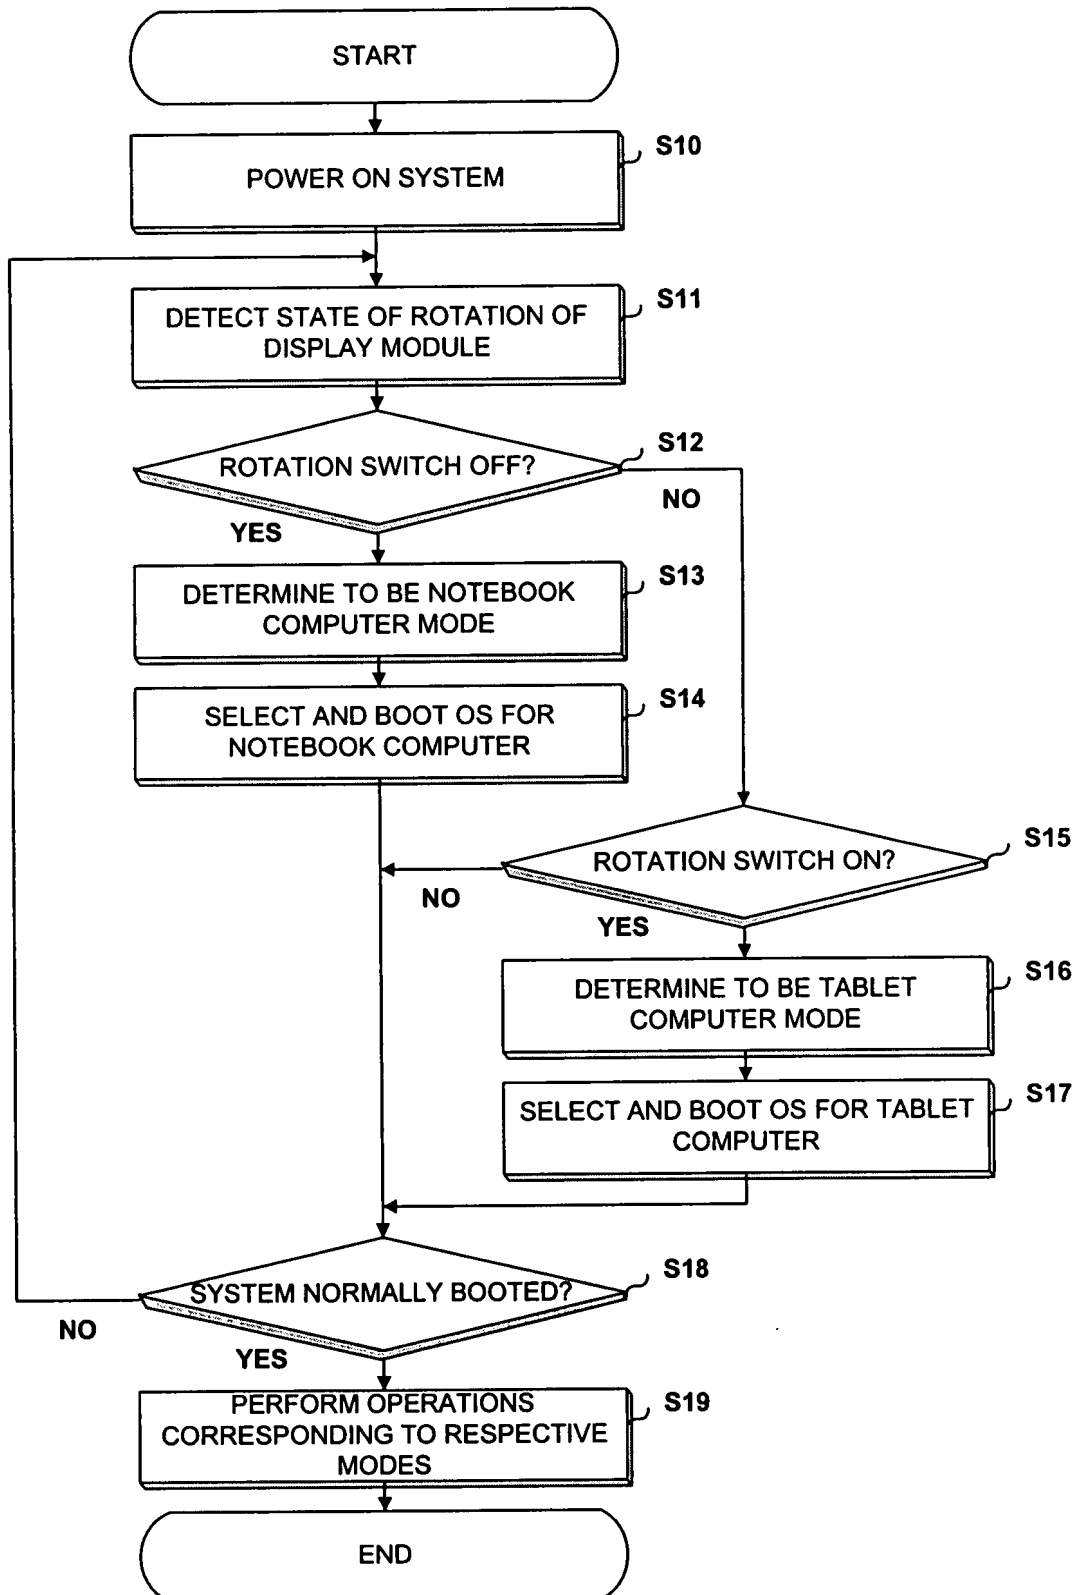 START
POWER ON SYSTEM
S10
DETECT STATE OF ROTATION OF
DISPLAY MODULE
S11
ROTATION SWITCH OFF?
S12
NO
YES
DETERMINE TO BE NOTEBOOK
COMPUTER MODE
S13
SELECT AND BOOT OS FOR
NOTEBOOK COMPUTER
S14
ROTATION SWITCH ON?
S15
NO
YES
DETERMINE TO BE TABLET
COMPUTER MODE
S16
SELECT AND BOOT OS FOR TABLET
COMPUTER
S17
SYSTEM NORMALLY BOOTED?
S18
NO
YES
PERFORM OPERATIONS
CORRESPONDING TO RESPECTIVE
MODES
S19
END